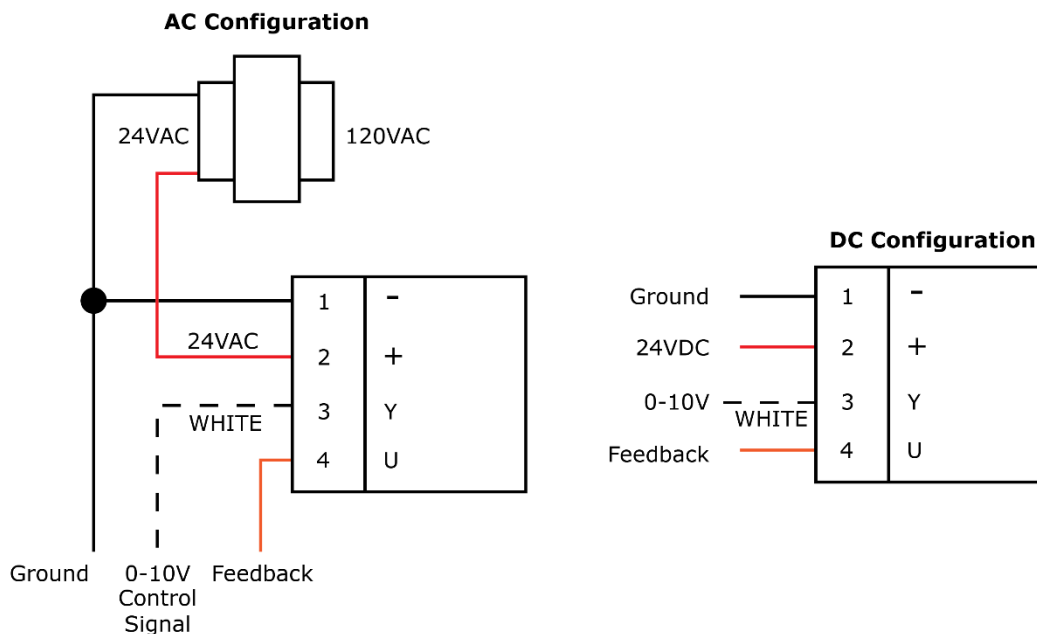 AC Configuration
24VAC
120VAC
1 -
24VAC
2 +
WHITE
3 Y
4 U
Ground
0-10V
Control
Signal
Feedback
DC Configuration
Ground 1 -
24VDC 2 +
0-10V WHITE 3 Y
Feedback 4 U